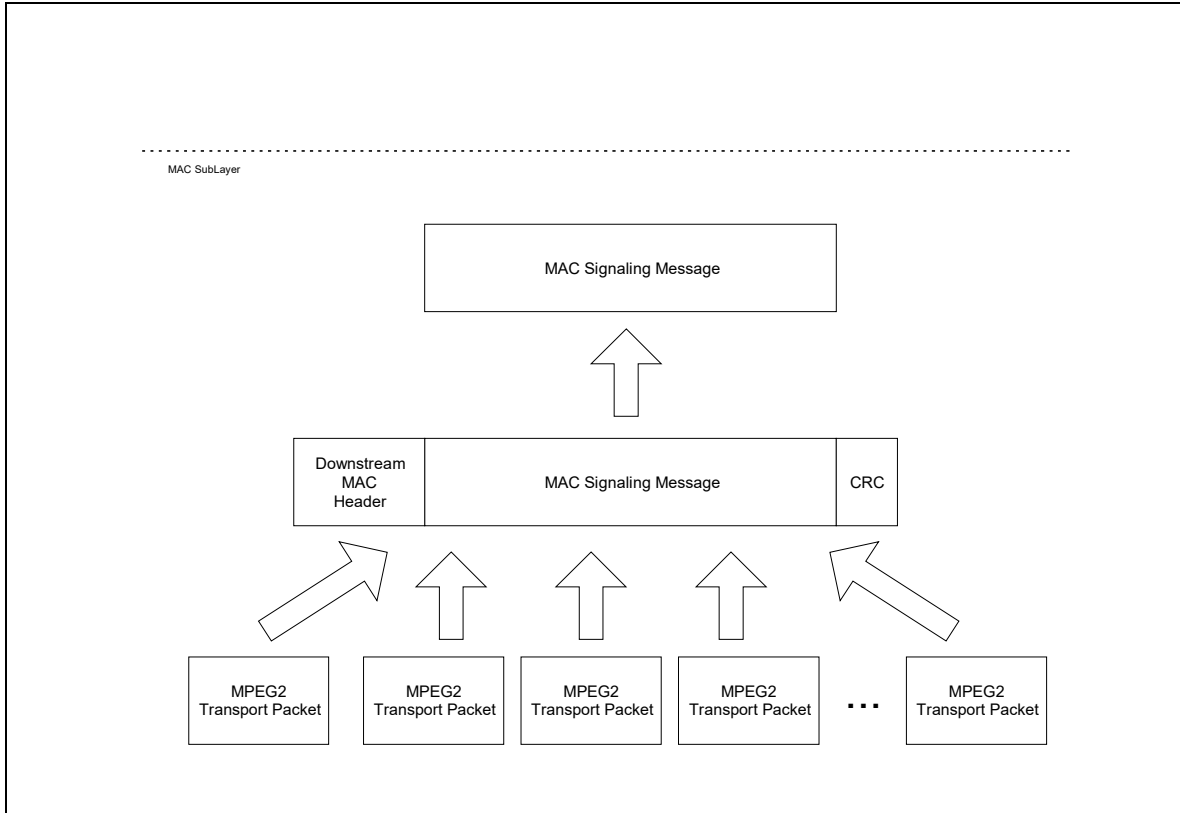 MAC SubLayer
MAC Signaling Message
Downstream
MAC
Header
MAC Signaling Message
CRC
MPEG2
Transport Packet
MPEG2
Transport Packet
MPEG2
Transport Packet
MPEG2
Transport Packet
...
MPEG2
Transport Packet